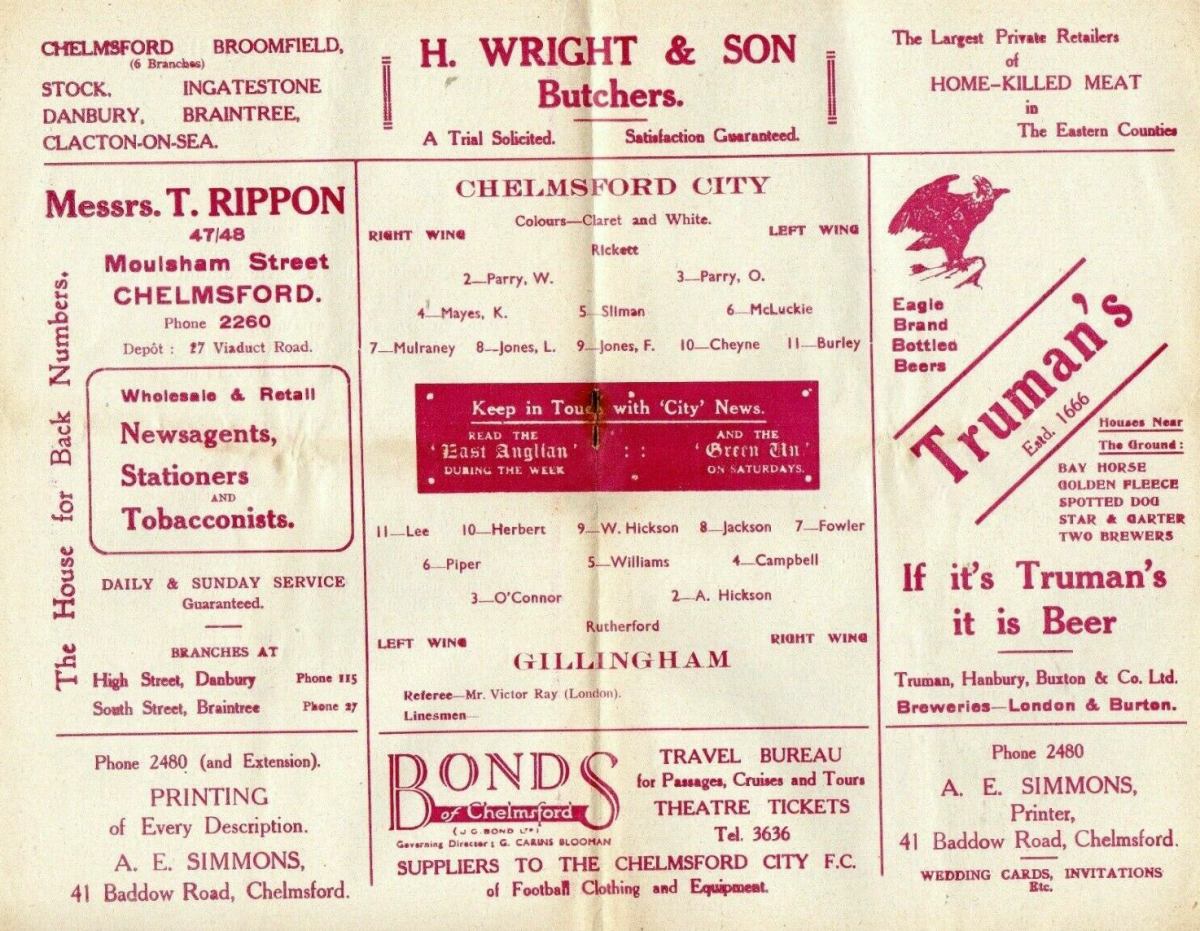 CHELMSFORD BROOMFIELD,
(6 Branches)
STOCK, INGATESTONE
DANBURY, BRAINTREE,
CLACTON-ON-SEA.
H. WRIGHT & SON
Butchers.
A Trial Solicited. Satisfaction Guaranteed.
The Largest Private Retailers
of
HOME-KILLED MEAT
in
The Eastern Counties
The House for Back Numbers.
Messrs. T. RIPPON
47/48
Moulsham Street
CHELMSFORD.
Phone 2260
Depôt : 27 Viaduct Road.
Wholesale & Retail
Newsagents,
Stationers
AND
Tobacconists.
DAILY & SUNDAY SERVICE
Guaranteed.
BRANCHES AT
High Street, Danbury Phone 115
South Street, Braintree Phone 27
CHELMSFORD CITY
Colours—Claret and White.
RIGHT WING LEFT WING
Rickett
2—Parry, W. 3—Parry, O.
4—Mayes, K. 5—Sliman 6—McLuckie
7—Mulraney 8—Jones, L. 9—Jones, F. 10—Cheyne 11—Burley
Keep in Touch with 'City' News.
READ THE
'East Anglian'
DURING THE WEEK
: :
AND THE
'Green Un'
ON SATURDAYS.
11—Lee 10—Herbert 9—W. Hickson 8—Jackson 7—Fowler
6—Piper 5—Williams 4—Campbell
3—O'Connor 2—A. Hickson
Rutherford
LEFT WING RIGHT WING
GILLINGHAM
Referee—Mr. Victor Ray (London).
Linesmen—
Eagle
Brand
Bottled
Beers
Truman's
Estd. 1666
Houses Near
The Ground :
BAY HORSE
GOLDEN FLEECE
SPOTTED DOG
STAR & GARTER
TWO BREWERS
If it's Truman's
it is Beer
Truman, Hanbury, Buxton & Co. Ltd.
Breweries—London & Burton.
Phone 2480 (and Extension).
PRINTING
of Every Description.
A. E. SIMMONS,
41 Baddow Road, Chelmsford.
BONDS
of Chelmsford
(J.G. BOND LTD)
Governing Director: G. CARINS BLOOMAN
TRAVEL BUREAU
for Passages, Cruises and Tours
THEATRE TICKETS
Tel. 3636
SUPPLIERS TO THE CHELMSFORD CITY F.C.
of Football Clothing and Equipment.
Phone 2480
A. E. SIMMONS,
Printer,
41 Baddow Road, Chelmsford.
WEDDING CARDS, INVITATIONS
Etc.